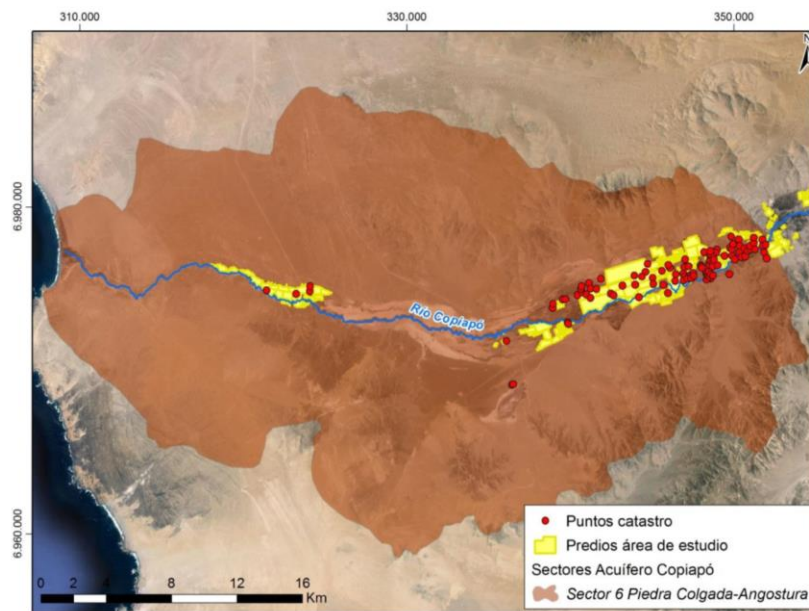 310.000 330.000 350.000
N
6.980.000
Río Copiapó
6.960.000
Puntos catastro
Predios área de estudio
Sectores Acuífero Copiapó
Sector 6 Piedra Colgada-Angostura
0 2 4 8 12 16
Km